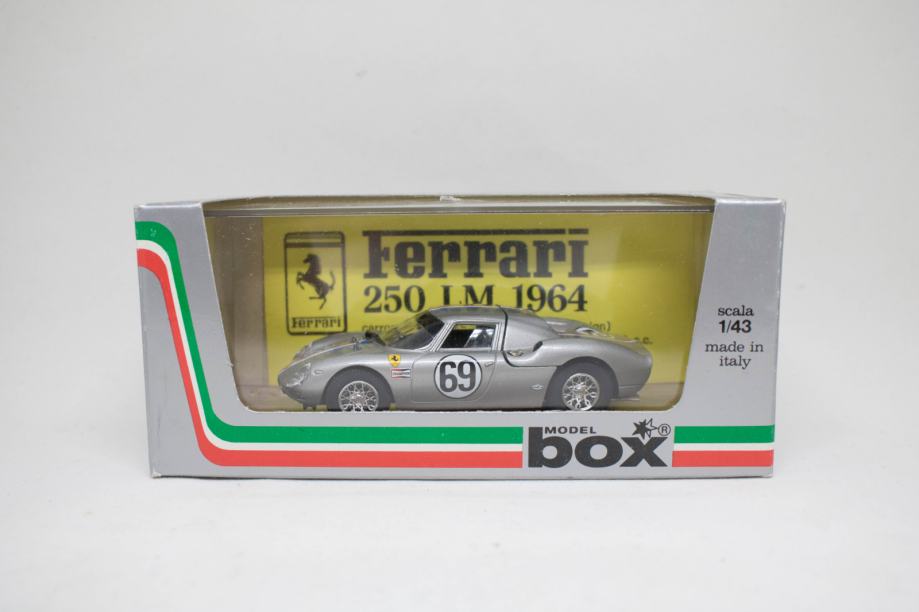 Ferrari
250 LM 1964
Ferrari
scala
1/43
made in
italy
69
MODEL
box®